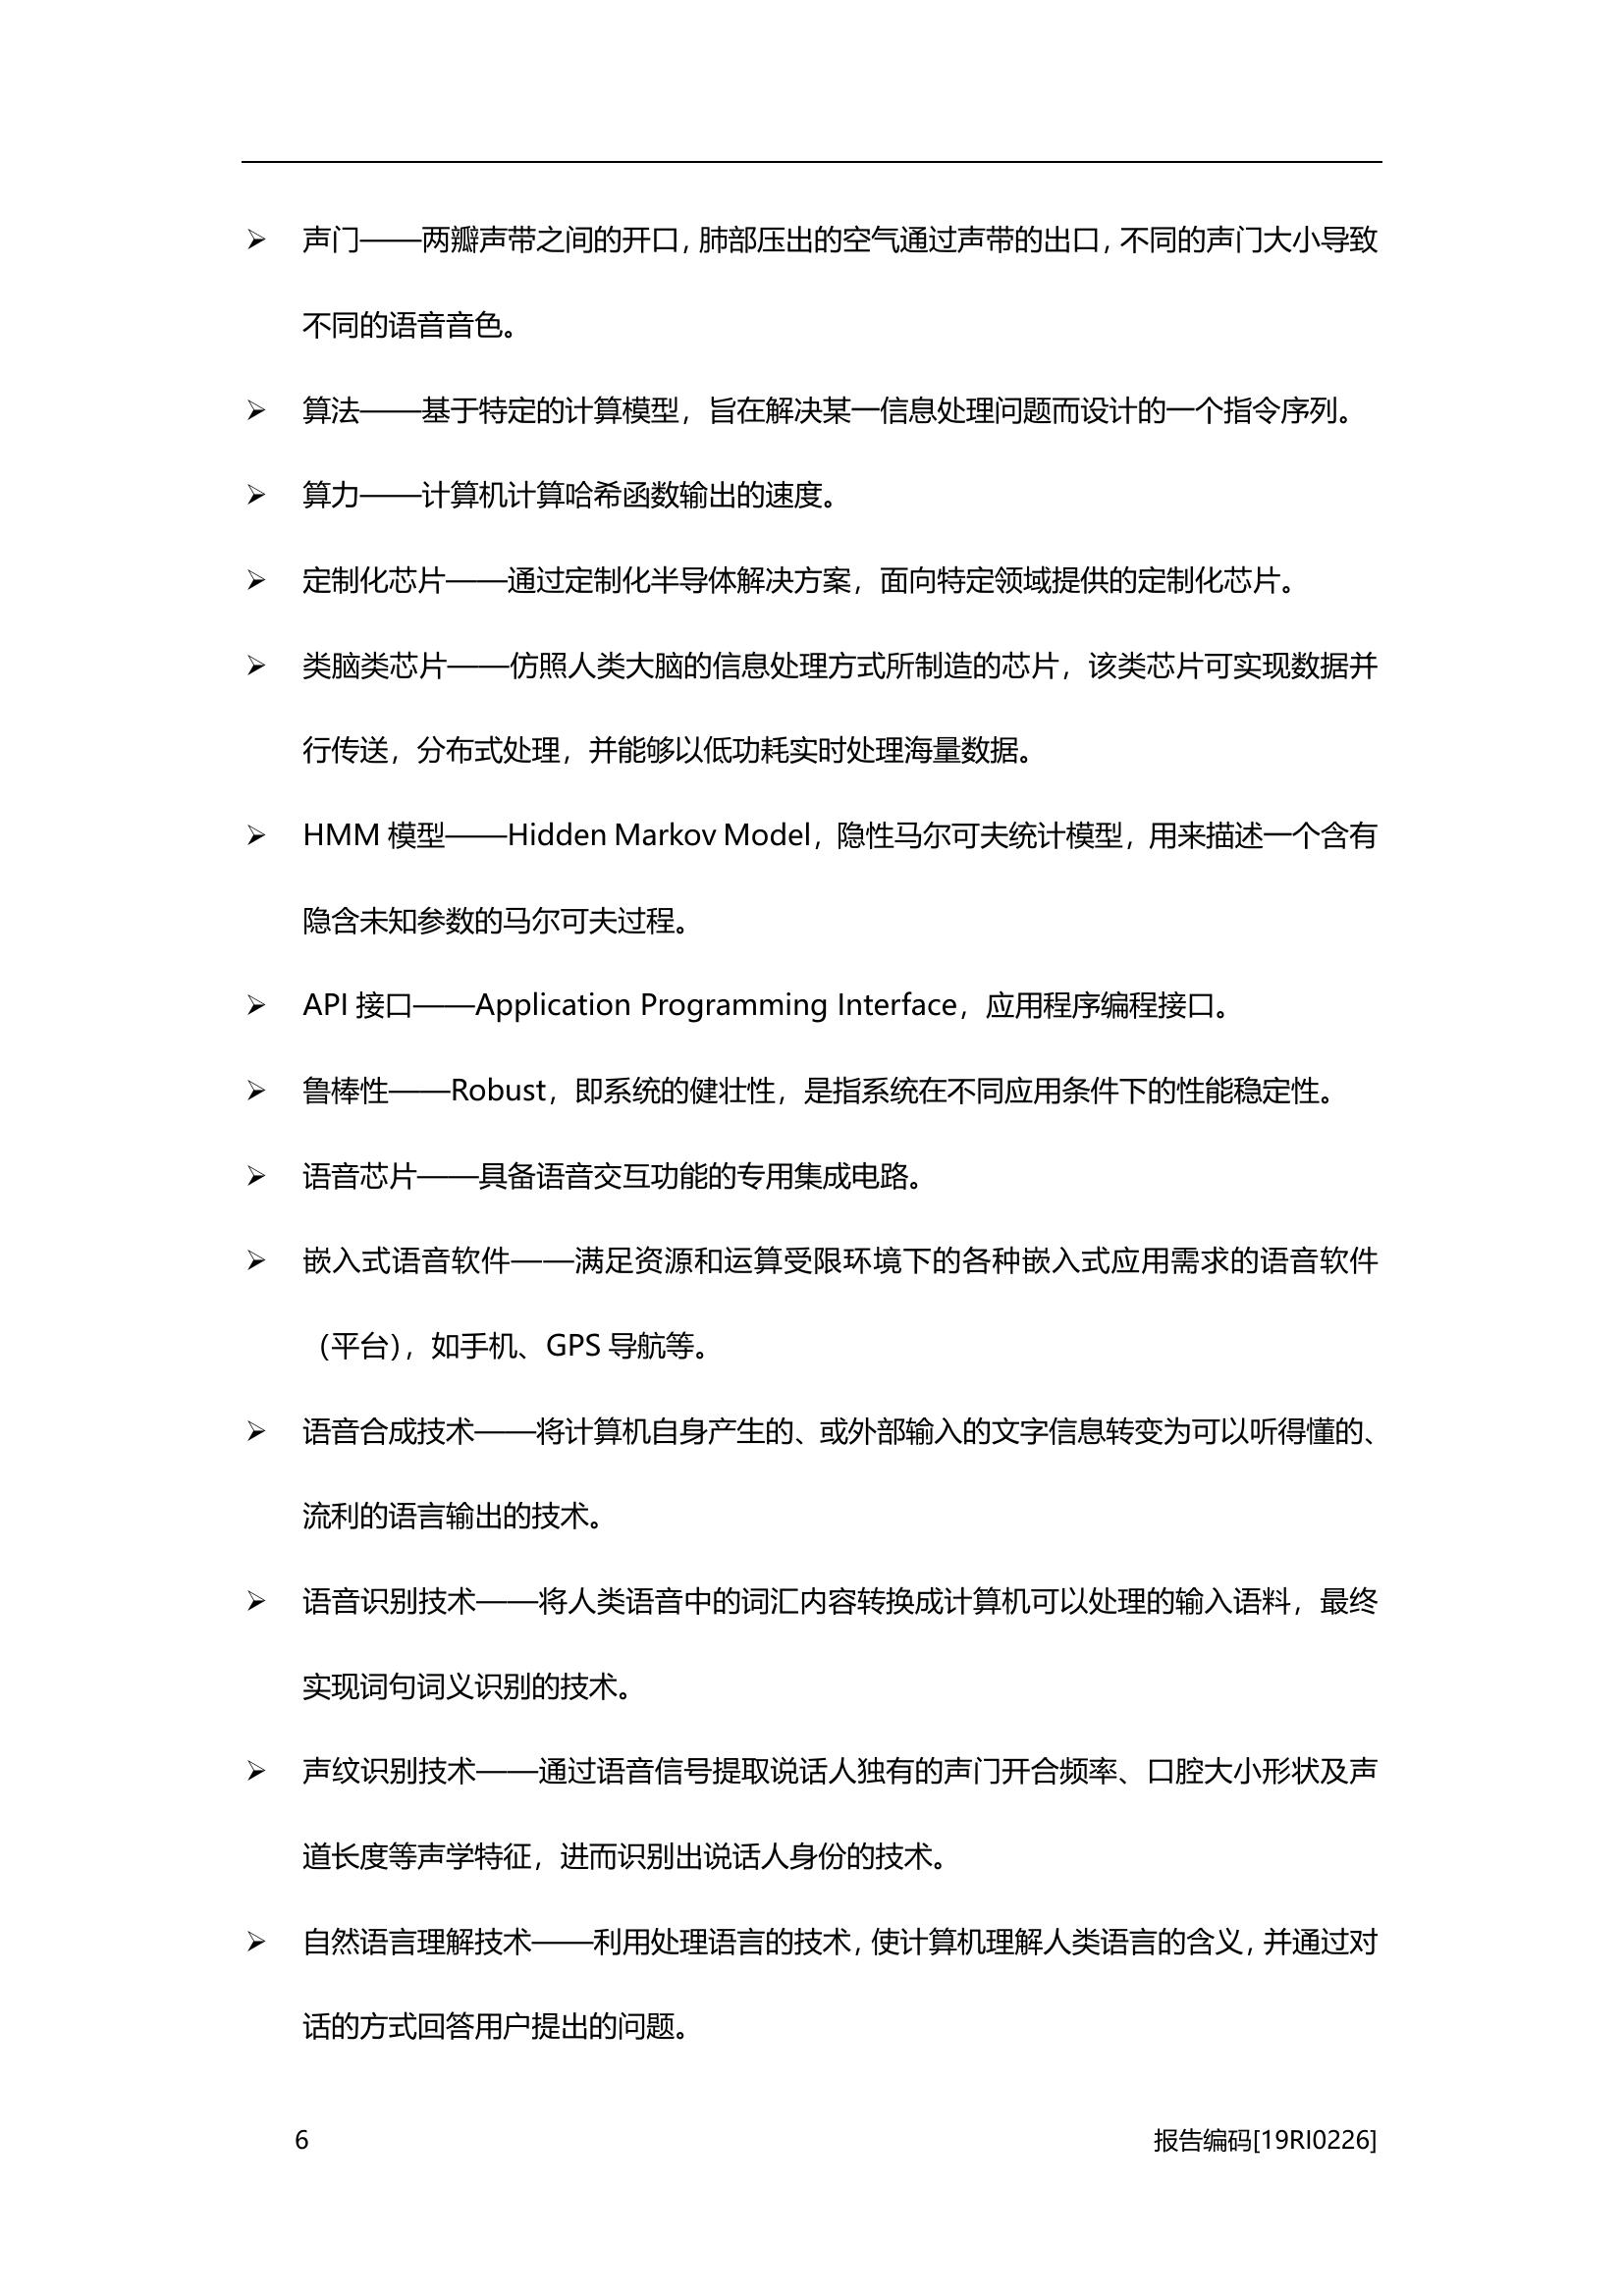 ➢ 声门——两瓣声带之间的开口，肺部压出的空气通过声带的出口，不同的声门大小导致
不同的语音音色。
➢ 算法——基于特定的计算模型，旨在解决某一信息处理问题而设计的一个指令序列。
➢ 算力——计算机计算哈希函数输出的速度。
➢ 定制化芯片——通过定制化半导体解决方案，面向特定领域提供的定制化芯片。
➢ 类脑类芯片——仿照人类大脑的信息处理方式所制造的芯片，该类芯片可实现数据并
行传送，分布式处理，并能够以低功耗实时处理海量数据。
➢ HMM 模型——Hidden Markov Model，隐性马尔可夫统计模型，用来描述一个含有
隐含未知参数的马尔可夫过程。
➢ API 接口——Application Programming Interface，应用程序编程接口。
➢ 鲁棒性——Robust，即系统的健壮性，是指系统在不同应用条件下的性能稳定性。
➢ 语音芯片——具备语音交互功能的专用集成电路。
➢ 嵌入式语音软件——满足资源和运算受限环境下的各种嵌入式应用需求的语音软件
（平台），如手机、GPS 导航等。
➢ 语音合成技术——将计算机自身产生的、或外部输入的文字信息转变为可以听得懂的、
流利的语言输出的技术。
➢ 语音识别技术——将人类语音中的词汇内容转换成计算机可以处理的输入语料，最终
实现词句词义识别的技术。
➢ 声纹识别技术——通过语音信号提取说话人独有的声门开合频率、口腔大小形状及声
道长度等声学特征，进而识别出说话人身份的技术。
➢ 自然语言理解技术——利用处理语言的技术，使计算机理解人类语言的含义，并通过对
话的方式回答用户提出的问题。
6 报告编码[19RI0226]